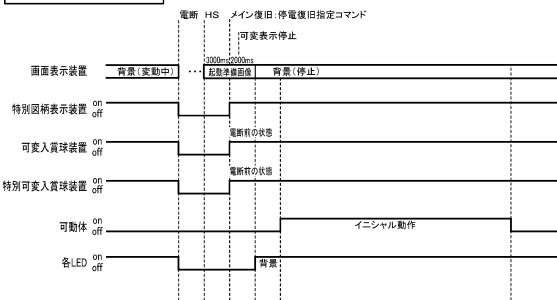 電断 HS メイン復旧:停電復旧指定コマンド
可変表示停止
3000ms 2000ms
画面表示装置 背景(変動中) … 起動準備画像 背景(停止)
特別図柄表示装置 on
off
電断前の状態
可変入賞球装置 on
off
電断前の状態
特別可変入賞球装置 on
off
可動体 on
off
イニシャル動作
各LED on
off
背景